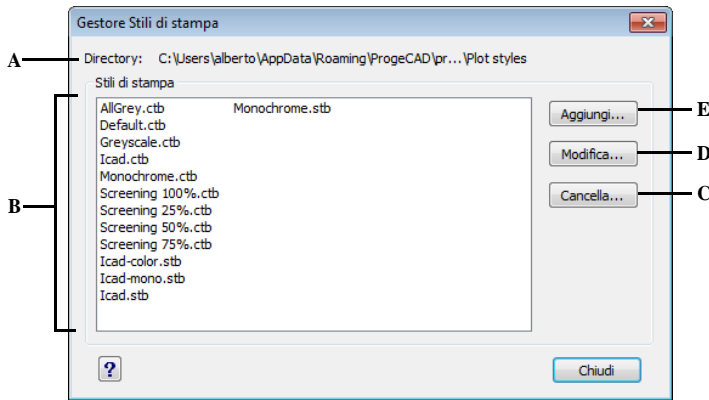 Gestore Stili di stampa
A
Directory: C:\Users\alberto\AppData\Roaming\ProgeCAD\pr...\Plot styles
Stili di stampa
B
AllGrey.ctb
Default.ctb
Greyscale.ctb
Icad.ctb
Monochrome.ctb
Screening 100%.ctb
Screening 25%.ctb
Screening 50%.ctb
Screening 75%.ctb
Icad-color.stb
Icad-mono.stb
Icad.stb
Monochrome.stb
Aggiungi...
E
Modifica...
D
Cancella...
C
?
Chiudi